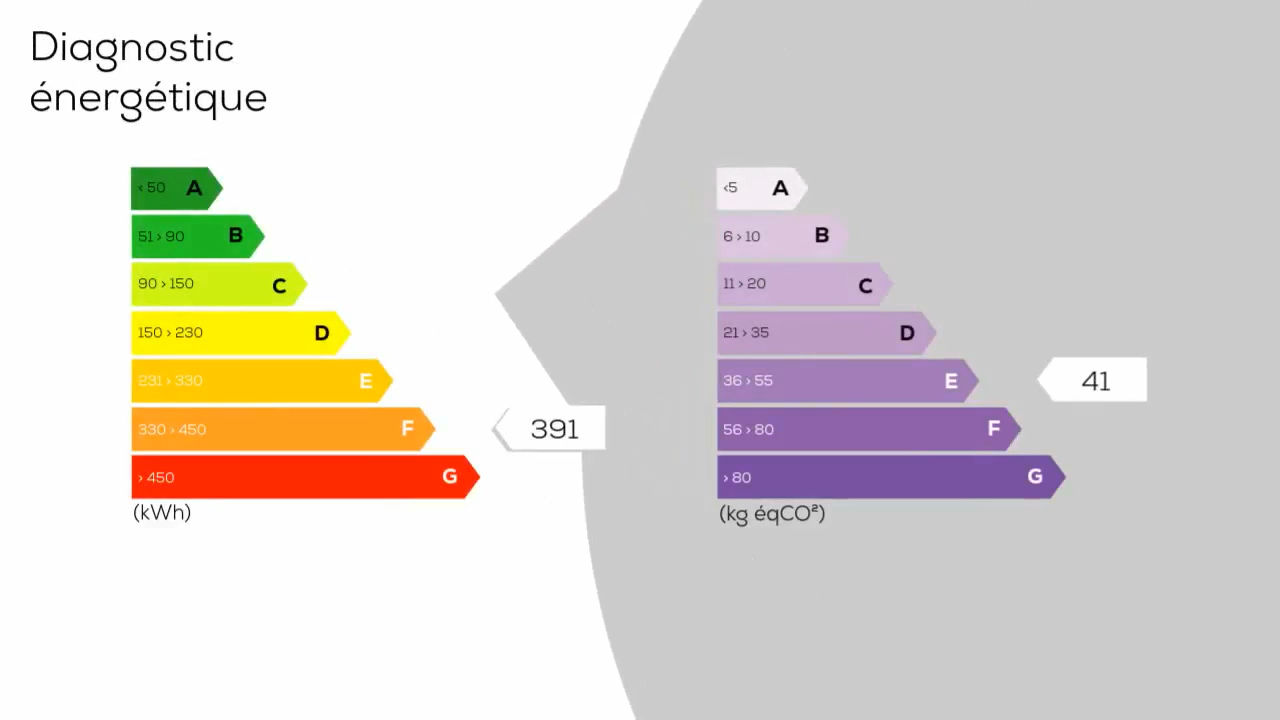 Diagnostic
énergétique
< 50 A
51 > 90 B
90 > 150 C
150 > 230 D
231 > 330 E
330 > 450 F
391
> 450 G
(kWh)
<5 A
6 > 10 B
11 > 20 C
21 > 35 D
36 > 55 E
41
56 > 80 F
> 80 G
(kg éqCO²)